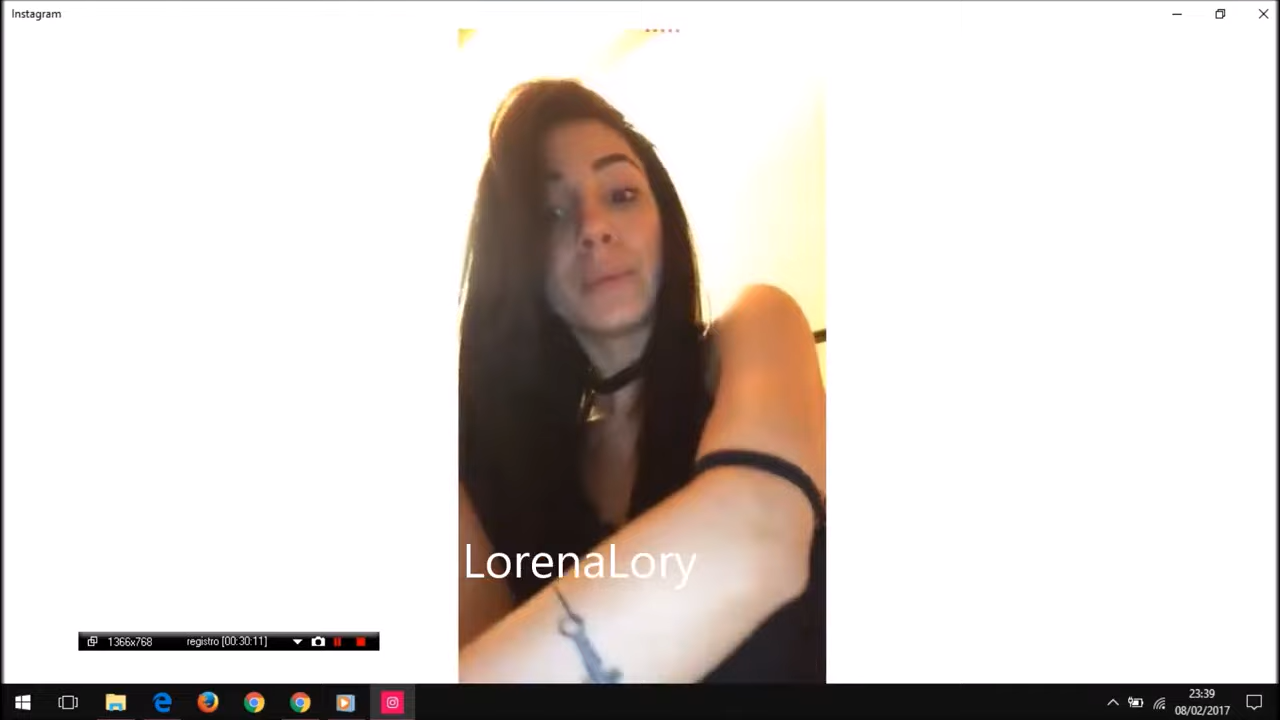 Instagram
LorenaLory
1366x768 registro [00:30:11]
23:39
08/02/2017